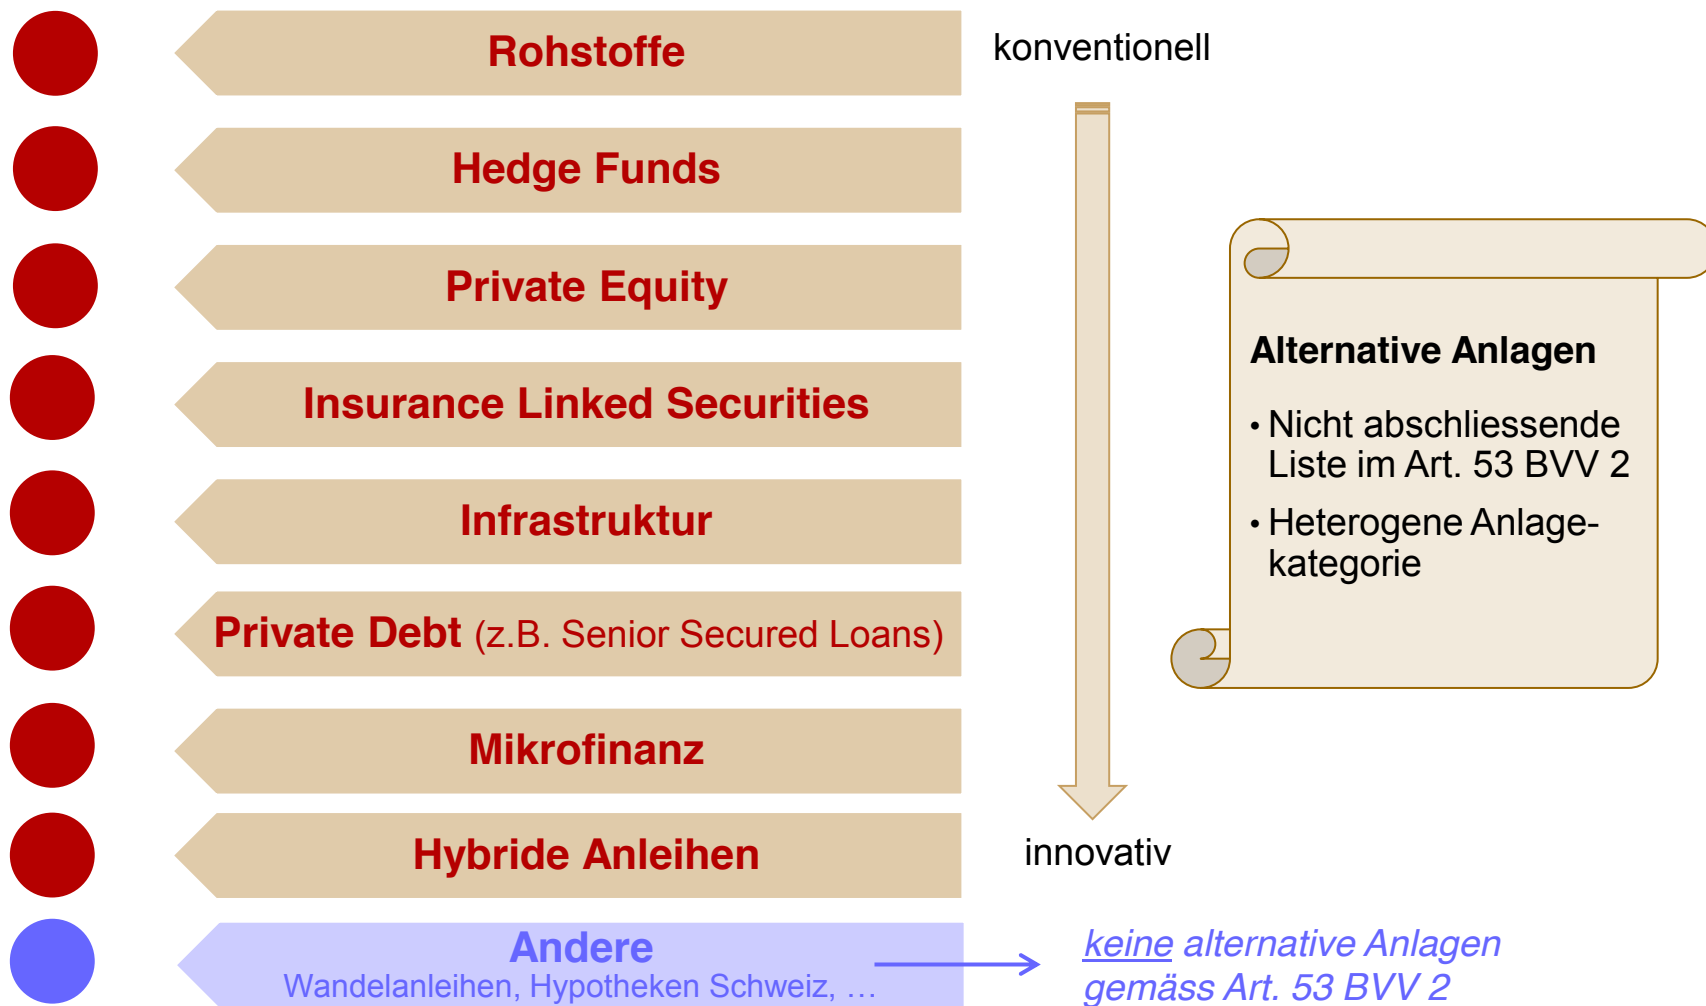 Rohstoffe
konventionell
Hedge Funds
Private Equity
Insurance Linked Securities
Infrastruktur
Private Debt (z.B. Senior Secured Loans)
Mikrofinanz
Hybride Anleihen
innovativ
Alternative Anlagen
• Nicht abschliessende
Liste im Art. 53 BVV 2
• Heterogene Anlage-
kategorie
Andere
Wandelanleihen, Hypotheken Schweiz, …
keine alternative Anlagen
gemäss Art. 53 BVV 2